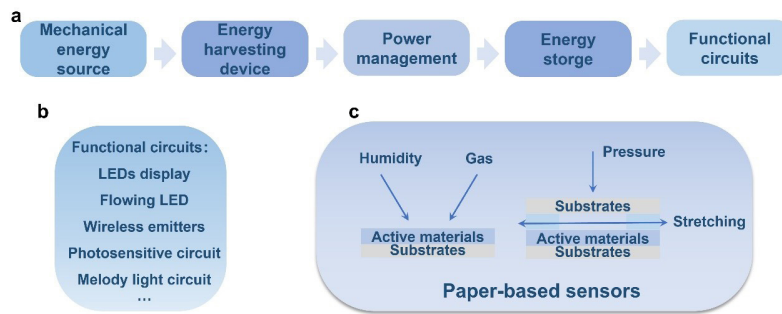 a
Mechanical
energy
source
Energy
harvesting
device
Power
management
Energy
storge
Functional
circuits
b
Functional circuits:
LEDs display
Flowing LED
Wireless emitters
Photosensitive circuit
Melody light circuit
...
c
Humidity
Gas
Active materials
Substrates
Pressure
Substrates
Stretching
Active materials
Substrates
Paper-based sensors